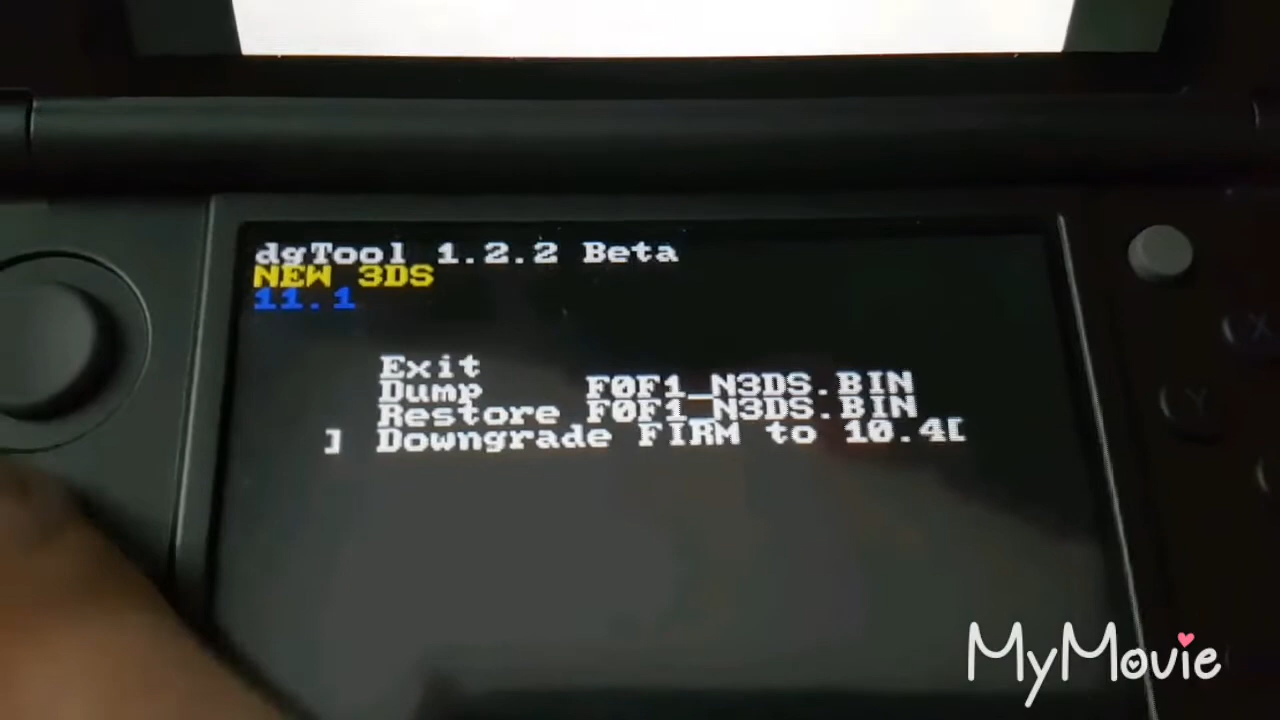 dgTool 1.2.2 Beta
NEW 3DS
11.1
Exit
Dump F0F1_N3DS.BIN
Restore F0F1_N3DS.BIN
] Downgrade FIRM to 10.4[
X
Y
MyMovie